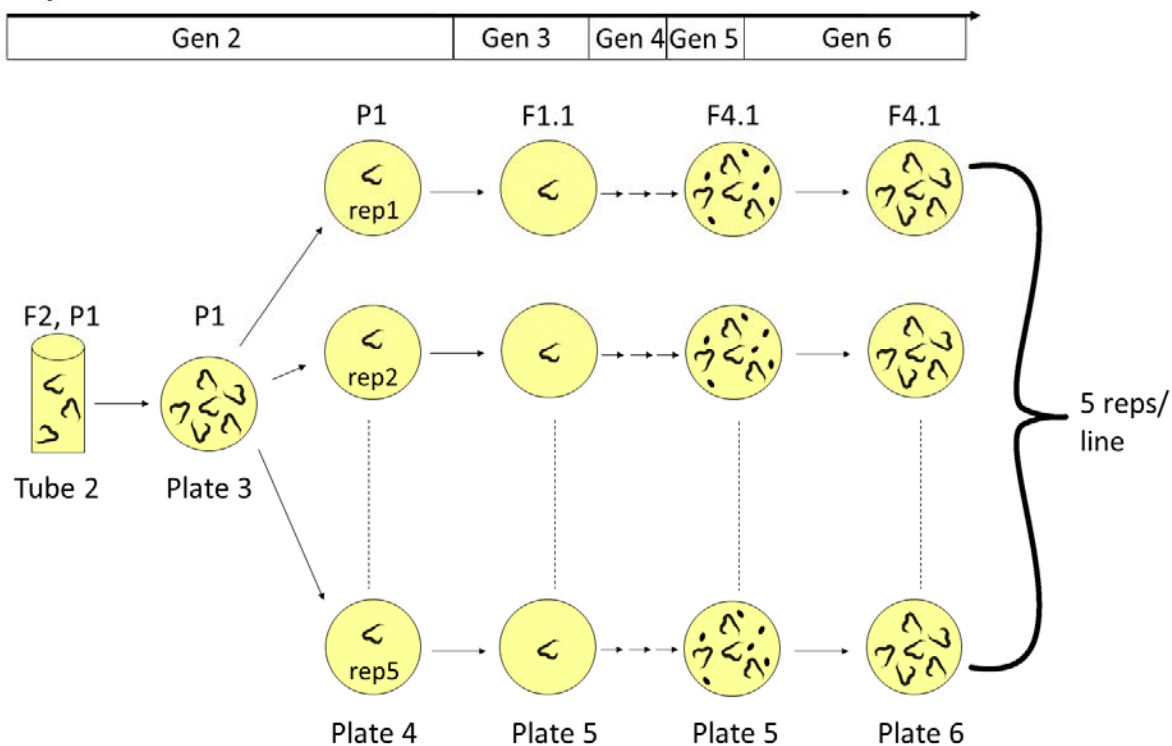 Gen 2 Gen 3 Gen 4 Gen 5 Gen 6
P1 F1.1 F4.1 F4.1
rep1
F2, P1 P1
rep2
5 reps/
line
Tube 2 Plate 3
rep5
Plate 4 Plate 5 Plate 5 Plate 6